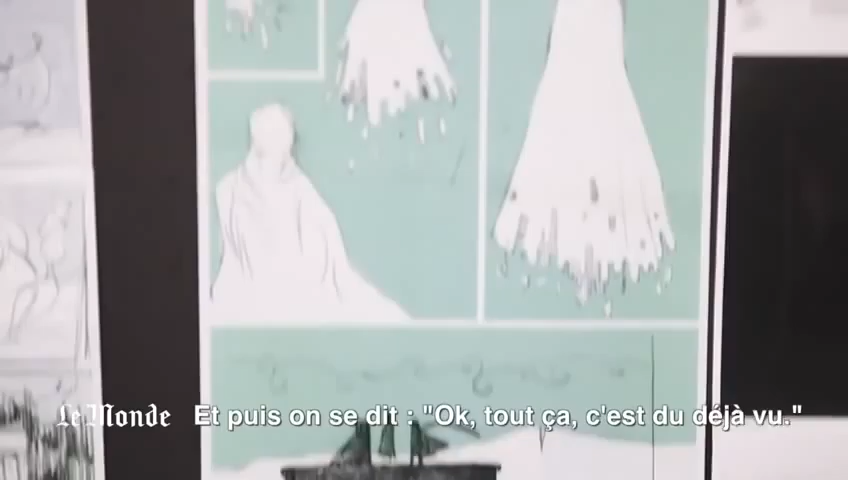 Le Monde Et puis on se dit : "Ok, tout ça, c'est du déjà vu."